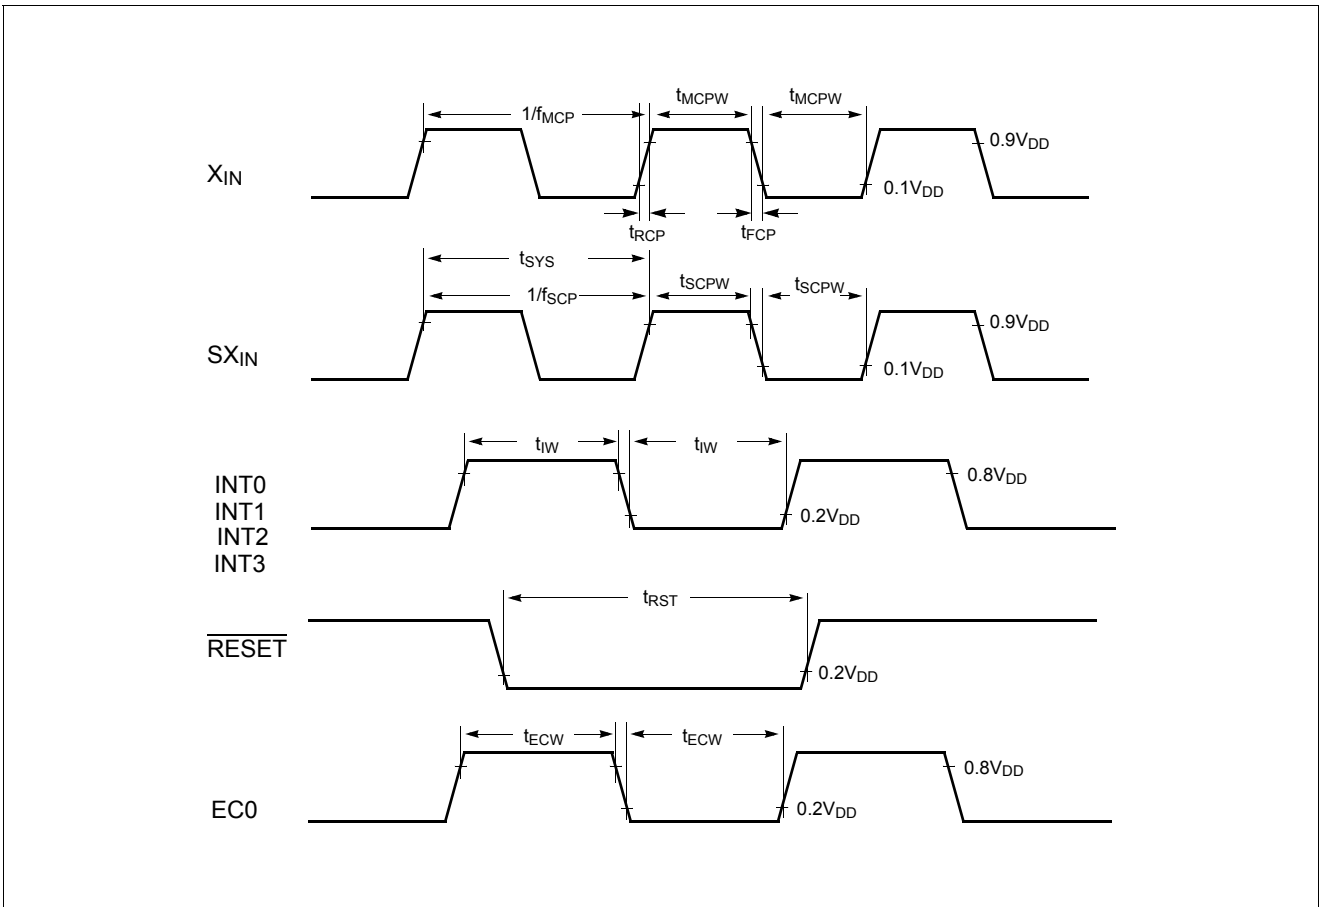 tMCPW tMCPW
1/fMCP
0.9VDD
XIN
0.1VDD
tRCP tFCP
tSYS
tSCPW tSCPW
1/fSCP
0.9VDD
SXIN
0.1VDD
tIW tIW
0.8VDD
INT0
INT1
0.2VDD
INT2
INT3
tRST
RESET
0.2VDD
tECW tECW
0.8VDD
EC0
0.2VDD